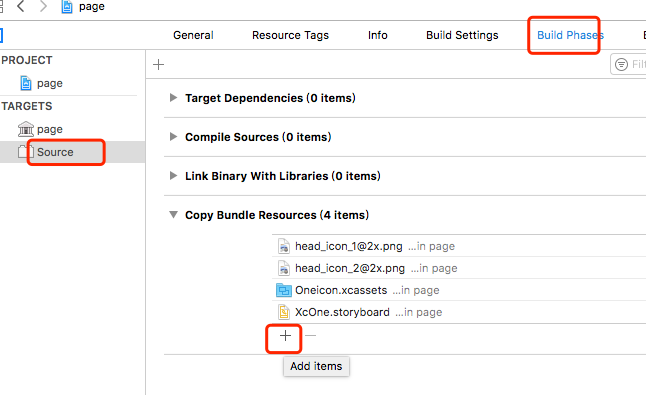 page
General Resource Tags Info Build Settings Build Phases
PROJECT
page
TARGETS
page
Source
Filt
Target Dependencies (0 items)
Compile Sources (0 items)
Link Binary With Libraries (0 items)
Copy Bundle Resources (4 items)
head_icon_1@2x.png ...in page
head_icon_2@2x.png ...in page
Oneicon.xcassets ...in page
XcOne.storyboard ...in page
Add items